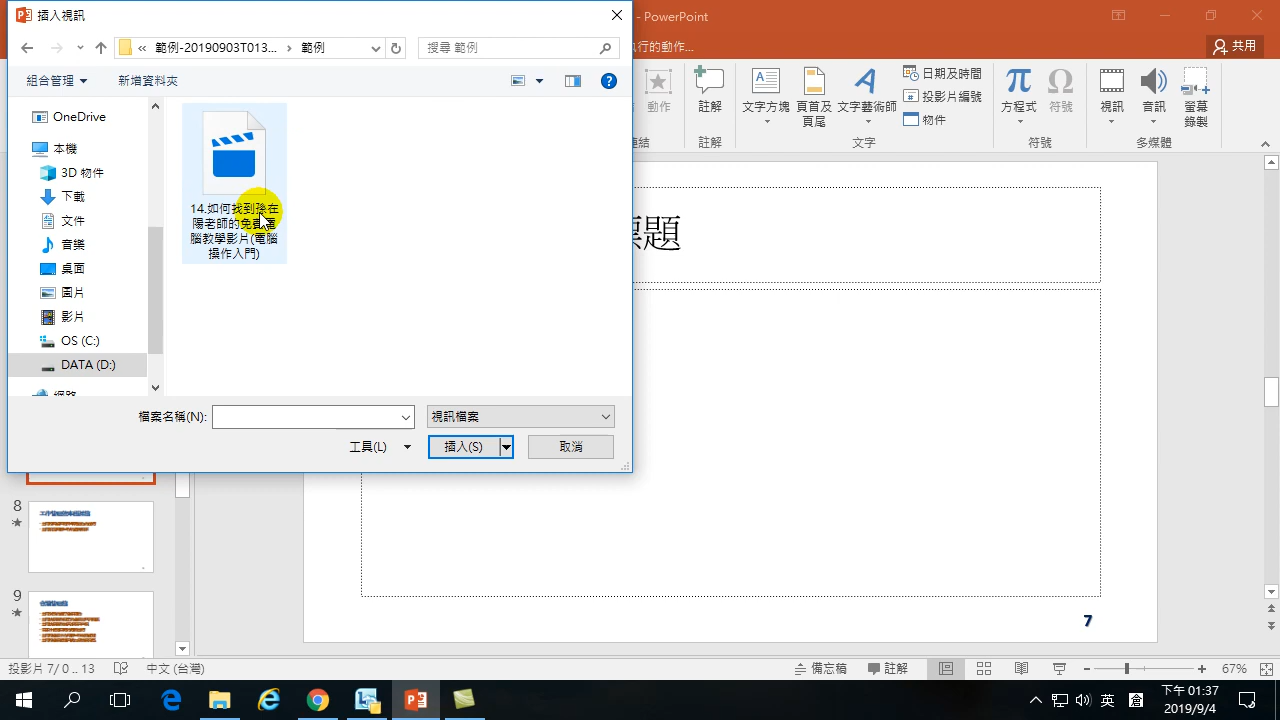 插入視訊
- PowerPoint
« 範例-20190903T013... › 範例
搜尋 範例
行的動作...
共用
組合管理
新增資料夾
動作
註解
文字方塊
頁首及
頁尾
文字藝術師
日期及時間
投影片編號
物件
方程式
符號
視訊
音訊
螢幕
錄製
註解
文字
符號
多媒體
OneDrive
本機
3D 物件
下載
文件
音樂
桌面
圖片
影片
OS (C:)
DATA (D:)
網路
14.如何找到孫在
陽老師的免費電
腦教學影片(電腦
操作入門)
標題
檔案名稱(N):
視訊檔案
工具(L)
插入(S)
取消
8
9
7
投影片 7/ 0 .. 13
中文 (台灣)
備忘稿
註解
67%
英
下午 01:37
2019/9/4